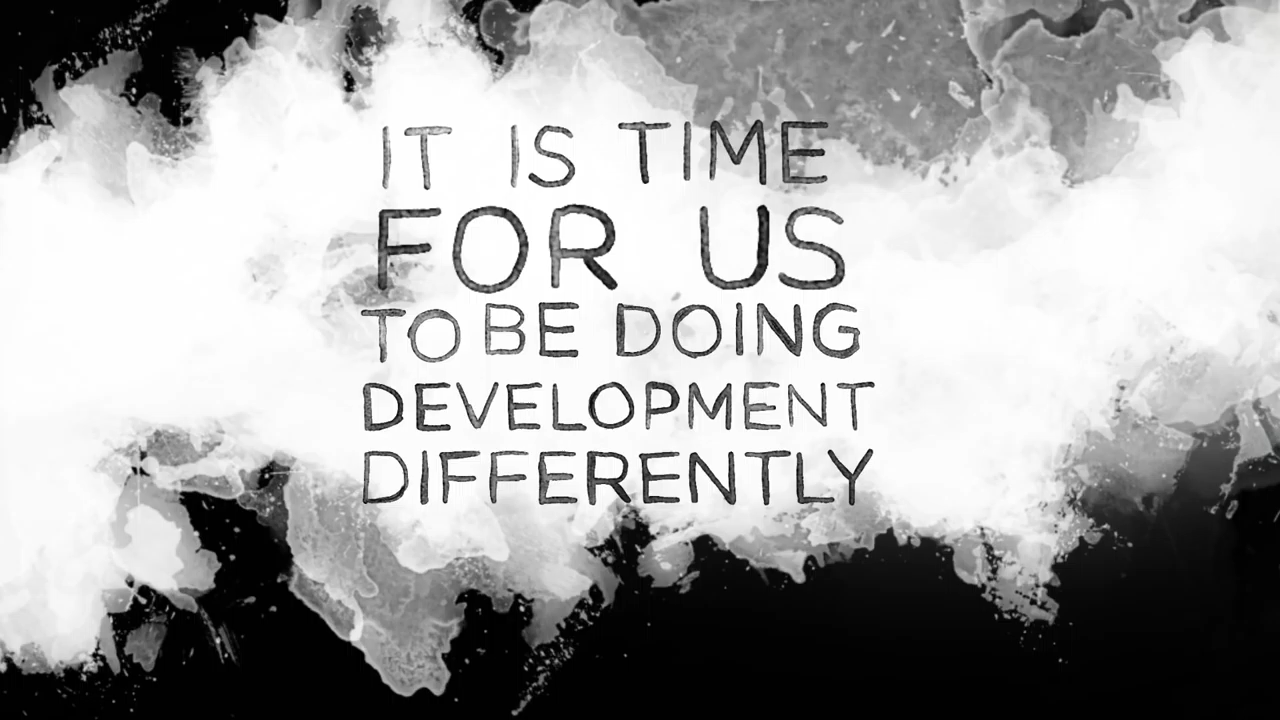 IT IS TIME
FOR US
TO BE DOING
DEVELOPMENT
DIFFERENTLY